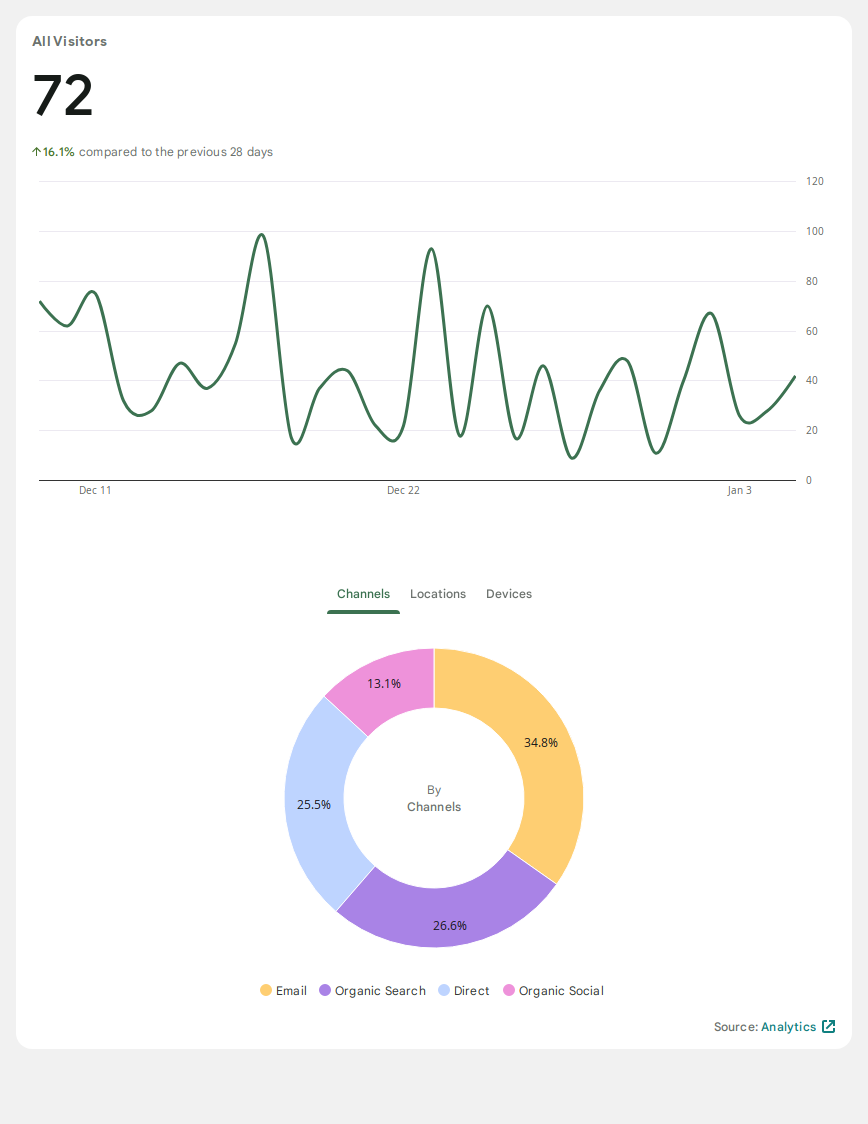 All Visitors
72
↑16.1% compared to the previous 28 days
120
100
80
60
40
20
0
Dec 11 Dec 22 Jan 3
Channels Locations Devices
13.1%
34.8%
25.5%
26.6%
By
Channels
Email Organic Search Direct Organic Social
Source: Analytics